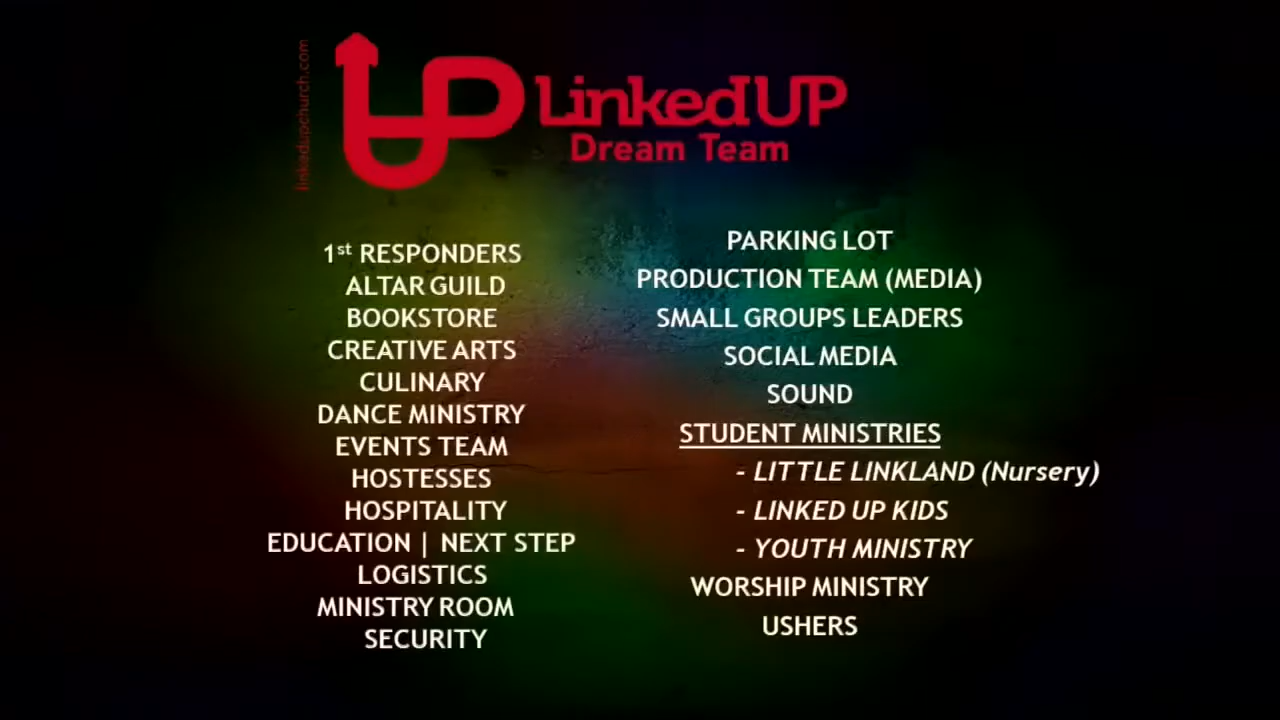 linkedupchurch.com
UP
LinkedUP
Dream Team
1st RESPONDERS
ALTAR GUILD
BOOKSTORE
CREATIVE ARTS
CULINARY
DANCE MINISTRY
EVENTS TEAM
HOSTESSES
HOSPITALITY
EDUCATION | NEXT STEP
LOGISTICS
MINISTRY ROOM
SECURITY
PARKING LOT
PRODUCTION TEAM (MEDIA)
SMALL GROUPS LEADERS
SOCIAL MEDIA
SOUND
STUDENT MINISTRIES
- LITTLE LINKLAND (Nursery)
- LINKED UP KIDS
- YOUTH MINISTRY
WORSHIP MINISTRY
USHERS